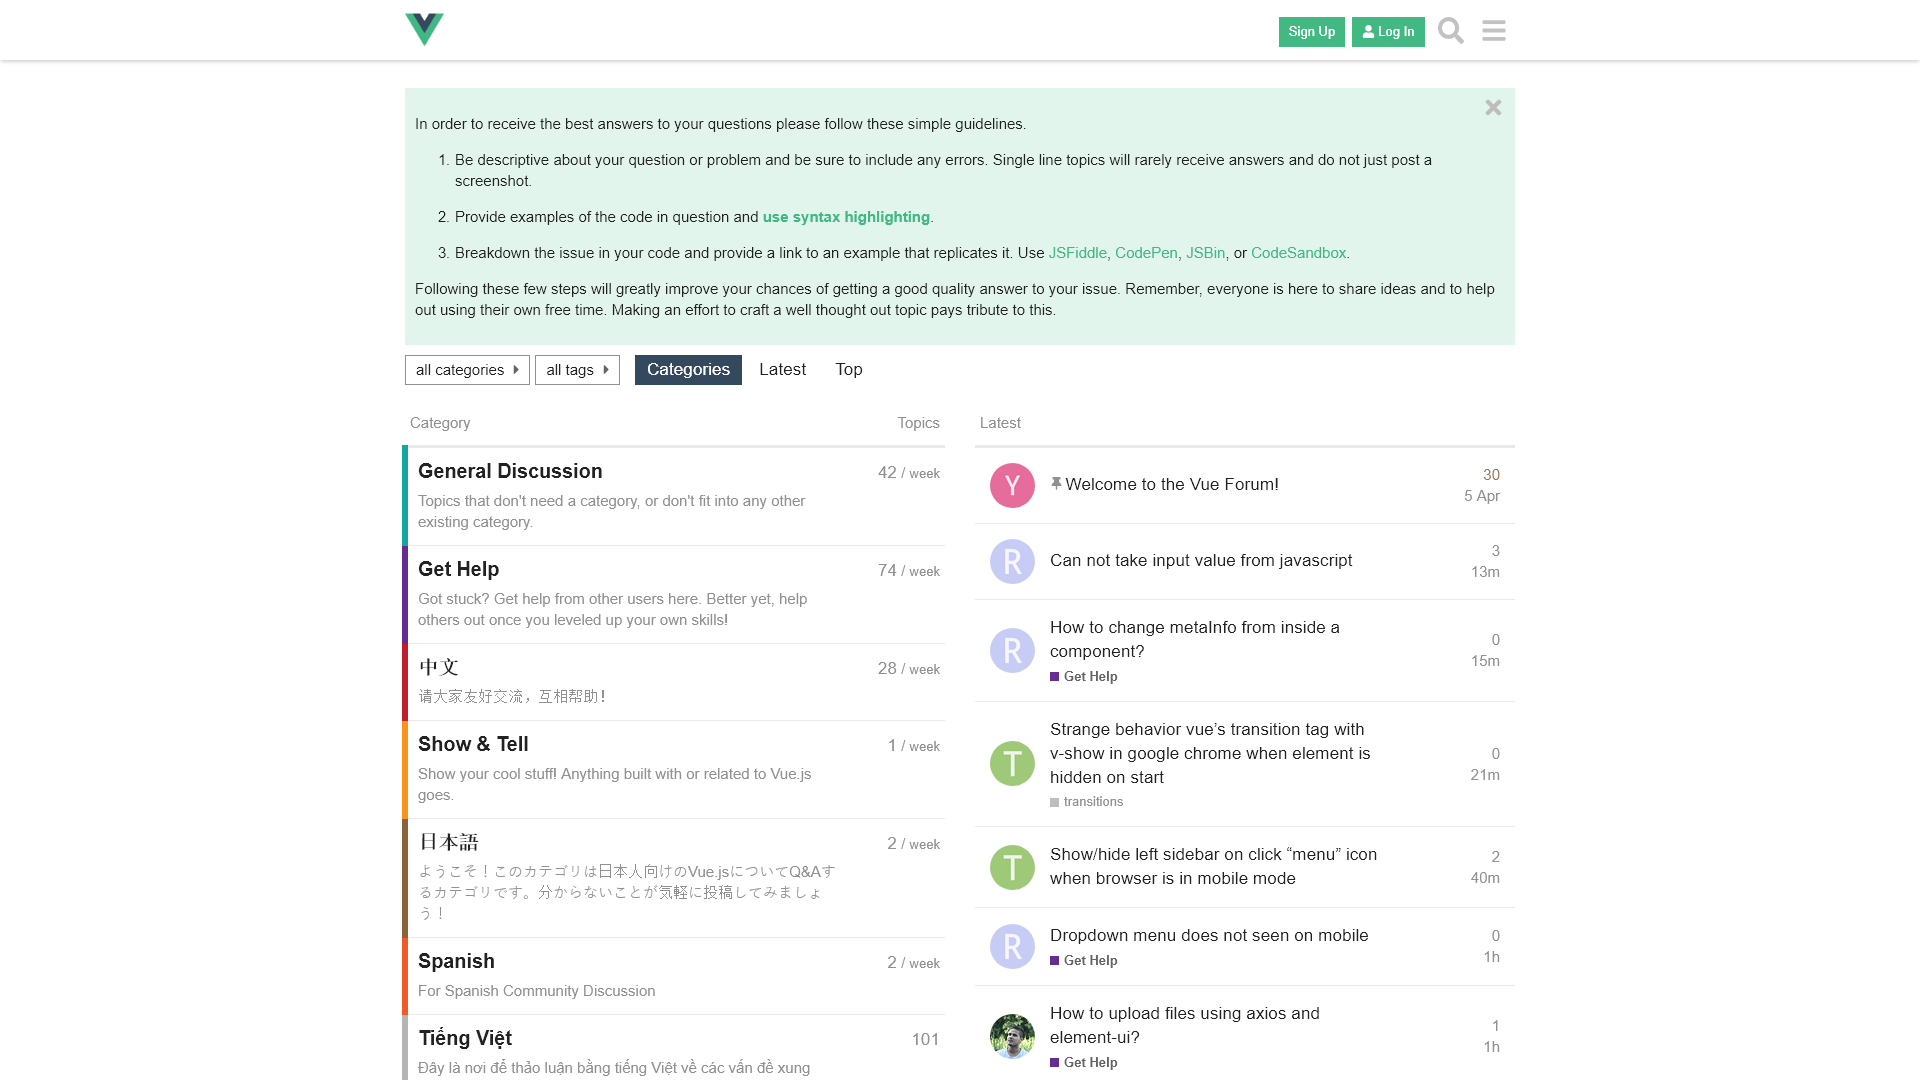 Sign Up
Log In
In order to receive the best answers to your questions please follow these simple guidelines.
1. Be descriptive about your question or problem and be sure to include any errors. Single line topics will rarely receive answers and do not just post a
screenshot.
2. Provide examples of the code in question and use syntax highlighting.
3. Breakdown the issue in your code and provide a link to an example that replicates it. Use JSFiddle, CodePen, JSBin, or CodeSandbox.
Following these few steps will greatly improve your chances of getting a good quality answer to your issue. Remember, everyone is here to share ideas and to help
out using their own free time. Making an effort to craft a well thought out topic pays tribute to this.
all categories
all tags
Categories
Latest
Top
Category
Topics
General Discussion
42 / week
Topics that don't need a category, or don't fit into any other
existing category.
Get Help
74 / week
Got stuck? Get help from other users here. Better yet, help
others out once you leveled up your own skills!
中文
28 / week
请大家友好交流，互相帮助！
Show & Tell
1 / week
Show your cool stuff! Anything built with or related to Vue.js
goes.
日本語
2 / week
ようこそ！このカテゴリは日本人向けのVue.jsについてQ&Aす
るカテゴリです。分からないことが気軽に投稿してみましょ
う！
Spanish
2 / week
For Spanish Community Discussion
Tiếng Việt
101
Đây là nơi để thảo luận bằng tiếng Việt về các vấn đề xung
Latest
Y
Welcome to the Vue Forum!
30
5 Apr
R
Can not take input value from javascript
3
13m
R
How to change metaInfo from inside a
component?
Get Help
0
15m
T
Strange behavior vue’s transition tag with
v-show in google chrome when element is
hidden on start
transitions
0
21m
T
Show/hide left sidebar on click “menu” icon
when browser is in mobile mode
2
40m
R
Dropdown menu does not seen on mobile
Get Help
0
1h
How to upload files using axios and
element-ui?
Get Help
1
1h